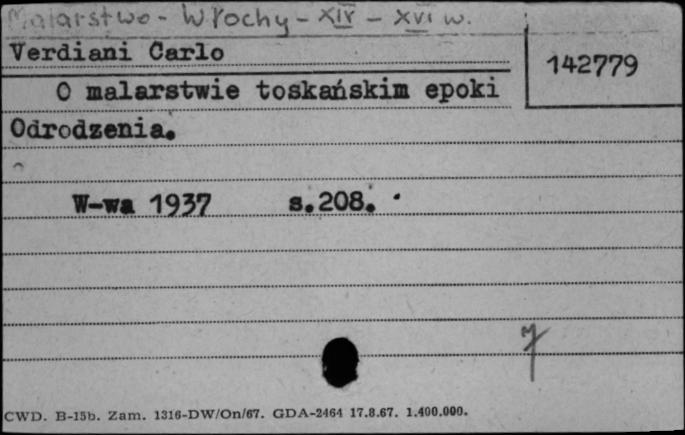 Malarstwo - Włochy - XIV - XVI w.
Verdiani Carlo
142779
O malarstwie toskańskim epoki
Odrodzenia.
W-wa 1937 s.208.
7
CWD. B-15b. Zam. 1316-DW/On/67. GDA-2464 17.8.67. 1.400.000.